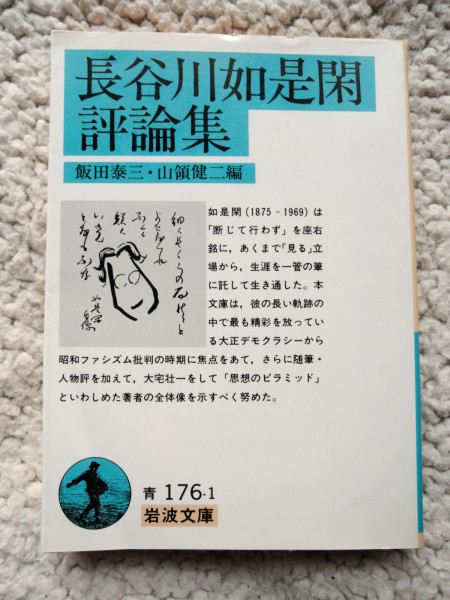 長谷川如是閑
評論集
飯田泰三・山領健二編
如是閑(1875-1969)は
「断じて行わず」を座右
銘に，あくまで「見る」立
場から，生涯を一管の筆
に託して生き通した。本
文庫は，彼の長い軌跡の
中で最も精彩を放ってい
る大正デモクラシーから
昭和ファシズム批判の時期に焦点をあて，さらに随筆・
人物評を加えて，大宅壮一をして「思想のピラミッド」
といわしめた著者の全体像を示すべく努めた。
青 176-1
岩波文庫